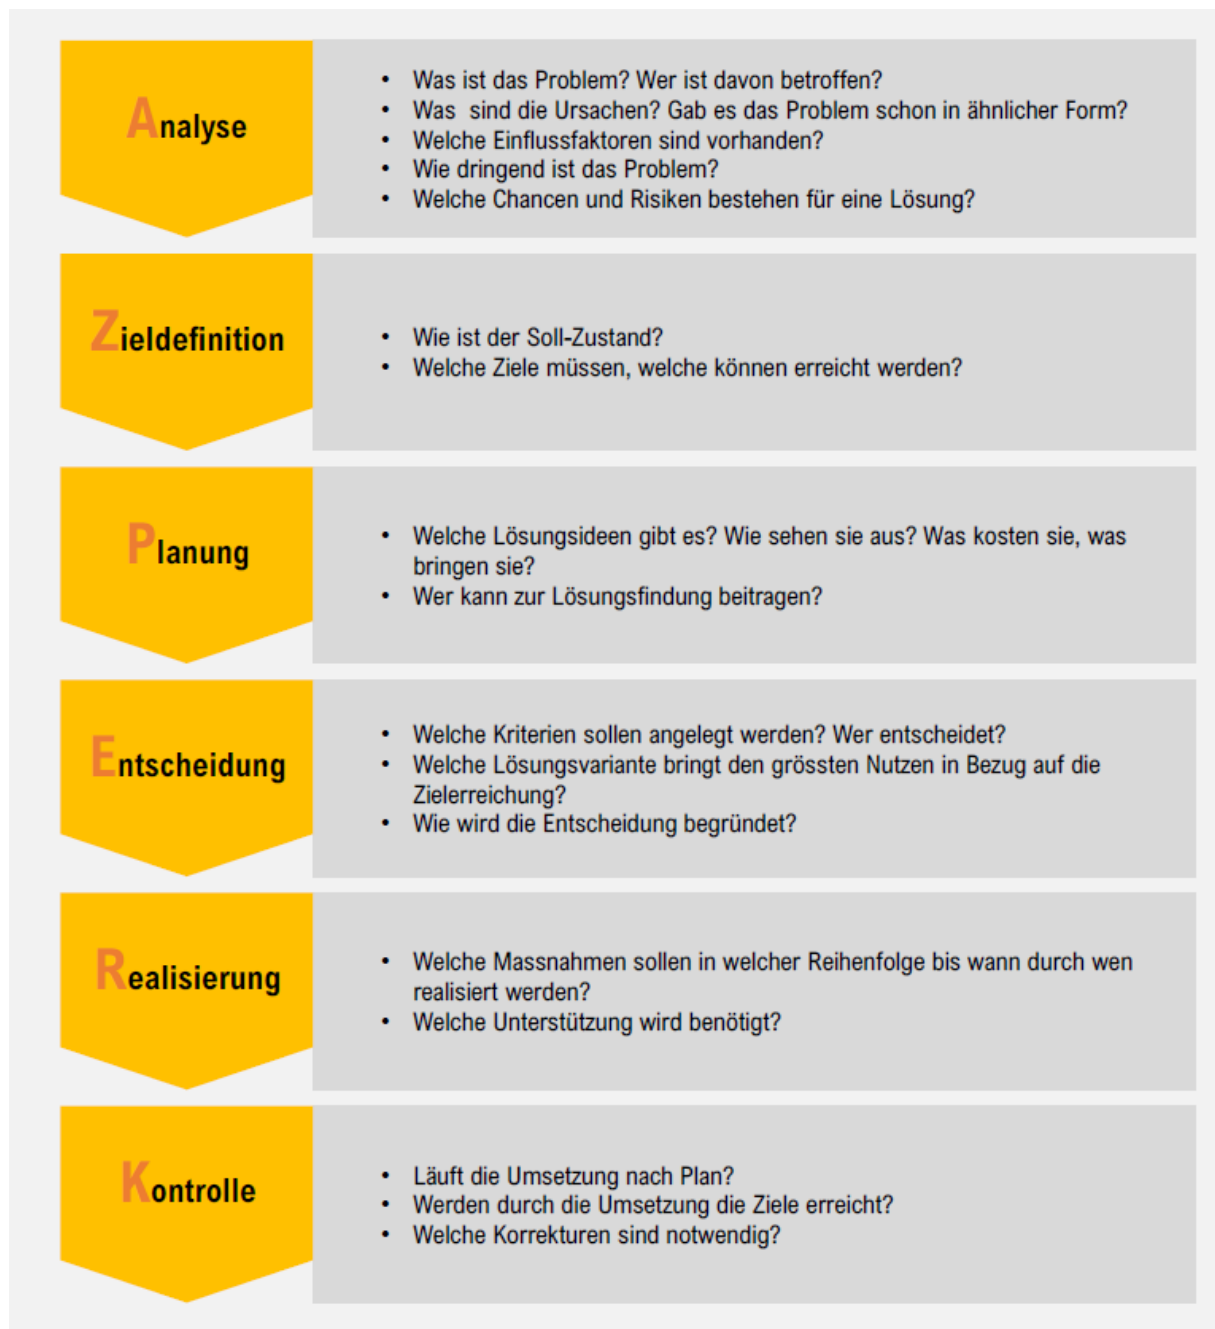 Analyse
• Was ist das Problem? Wer ist davon betroffen?
• Was  sind die Ursachen? Gab es das Problem schon in ähnlicher Form?
• Welche Einflussfaktoren sind vorhanden?
• Wie dringend ist das Problem?
• Welche Chancen und Risiken bestehen für eine Lösung?
Zieldefinition
• Wie ist der Soll-Zustand?
• Welche Ziele müssen, welche können erreicht werden?
Planung
• Welche Lösungsideen gibt es? Wie sehen sie aus? Was kosten sie, was
bringen sie?
• Wer kann zur Lösungsfindung beitragen?
Entscheidung
• Welche Kriterien sollen angelegt werden? Wer entscheidet?
• Welche Lösungsvariante bringt den grössten Nutzen in Bezug auf die
Zielerreichung?
• Wie wird die Entscheidung begründet?
Realisierung
• Welche Massnahmen sollen in welcher Reihenfolge bis wann durch wen
realisiert werden?
• Welche Unterstützung wird benötigt?
Kontrolle
• Läuft die Umsetzung nach Plan?
• Werden durch die Umsetzung die Ziele erreicht?
• Welche Korrekturen sind notwendig?